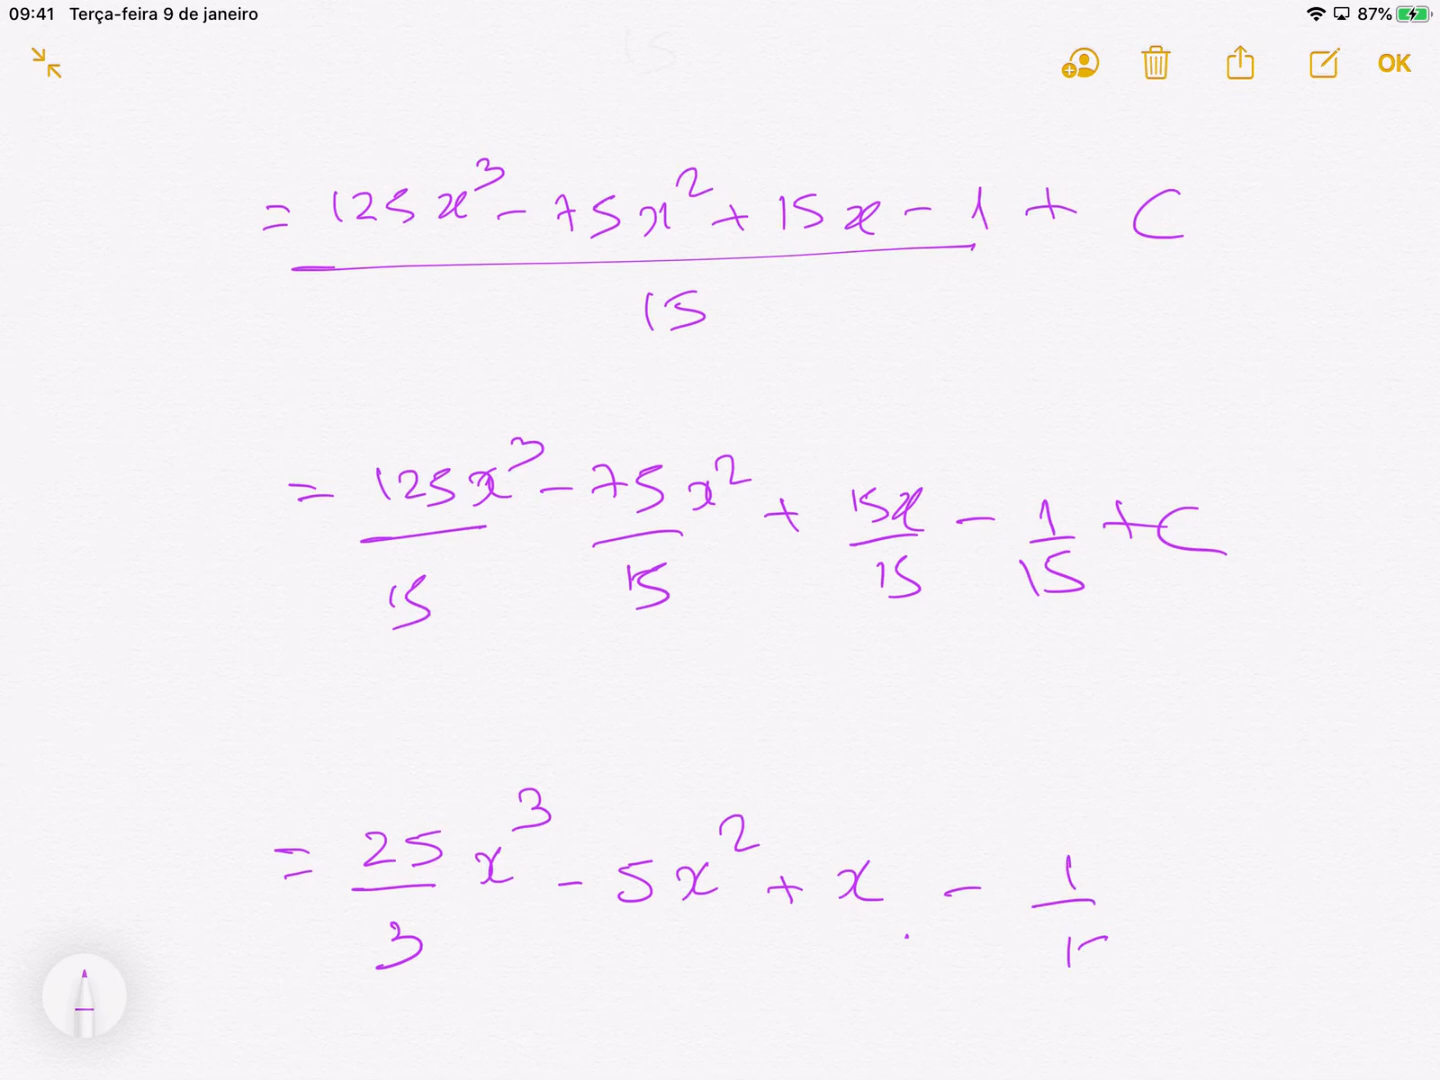 09:41 Terça-feira 9 de janeiro 87%
OK
= 125x³ - 75x² + 15x - 1 + C
15
= 125x³ - 75x² + 15x - 1 + C
15 15 15 15
= 25 x³ - 5x² + x - 1
3